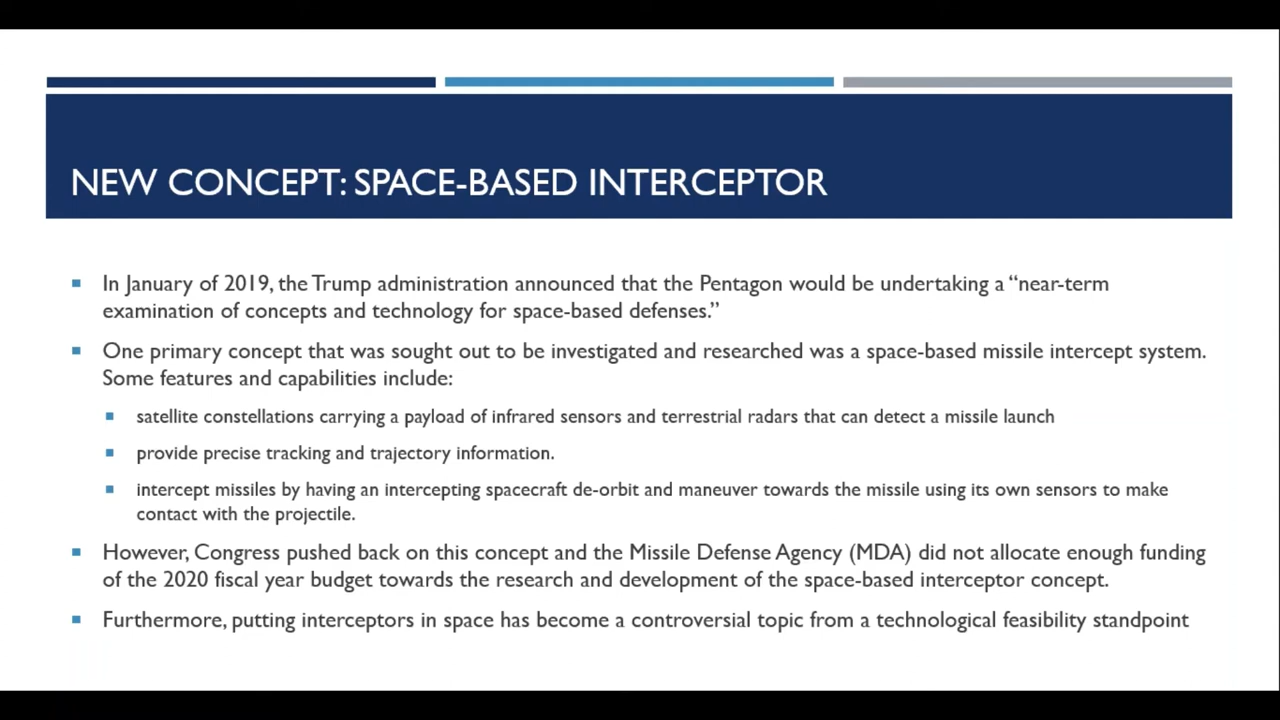 NEW CONCEPT: SPACE-BASED INTERCEPTOR
In January of 2019, the Trump administration announced that the Pentagon would be undertaking a “near-term
examination of concepts and technology for space-based defenses.”
One primary concept that was sought out to be investigated and researched was a space-based missile intercept system.
Some features and capabilities include:
satellite constellations carrying a payload of infrared sensors and terrestrial radars that can detect a missile launch
provide precise tracking and trajectory information.
intercept missiles by having an intercepting spacecraft de-orbit and maneuver towards the missile using its own sensors to make
contact with the projectile.
However, Congress pushed back on this concept and the Missile Defense Agency (MDA) did not allocate enough funding
of the 2020 fiscal year budget towards the research and development of the space-based interceptor concept.
Furthermore, putting interceptors in space has become a controversial topic from a technological feasibility standpoint